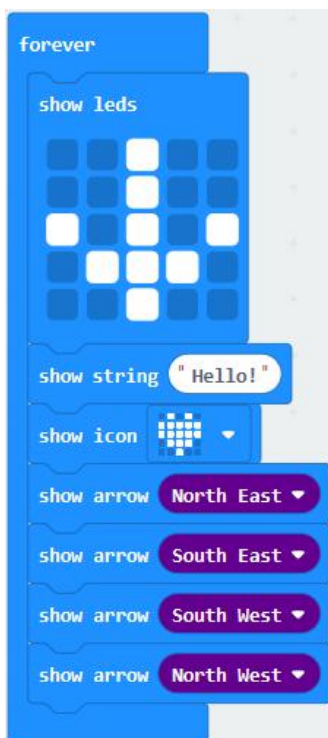 forever
show leds
show string "Hello!"
show icon
show arrow North East
show arrow South East
show arrow South West
show arrow North West